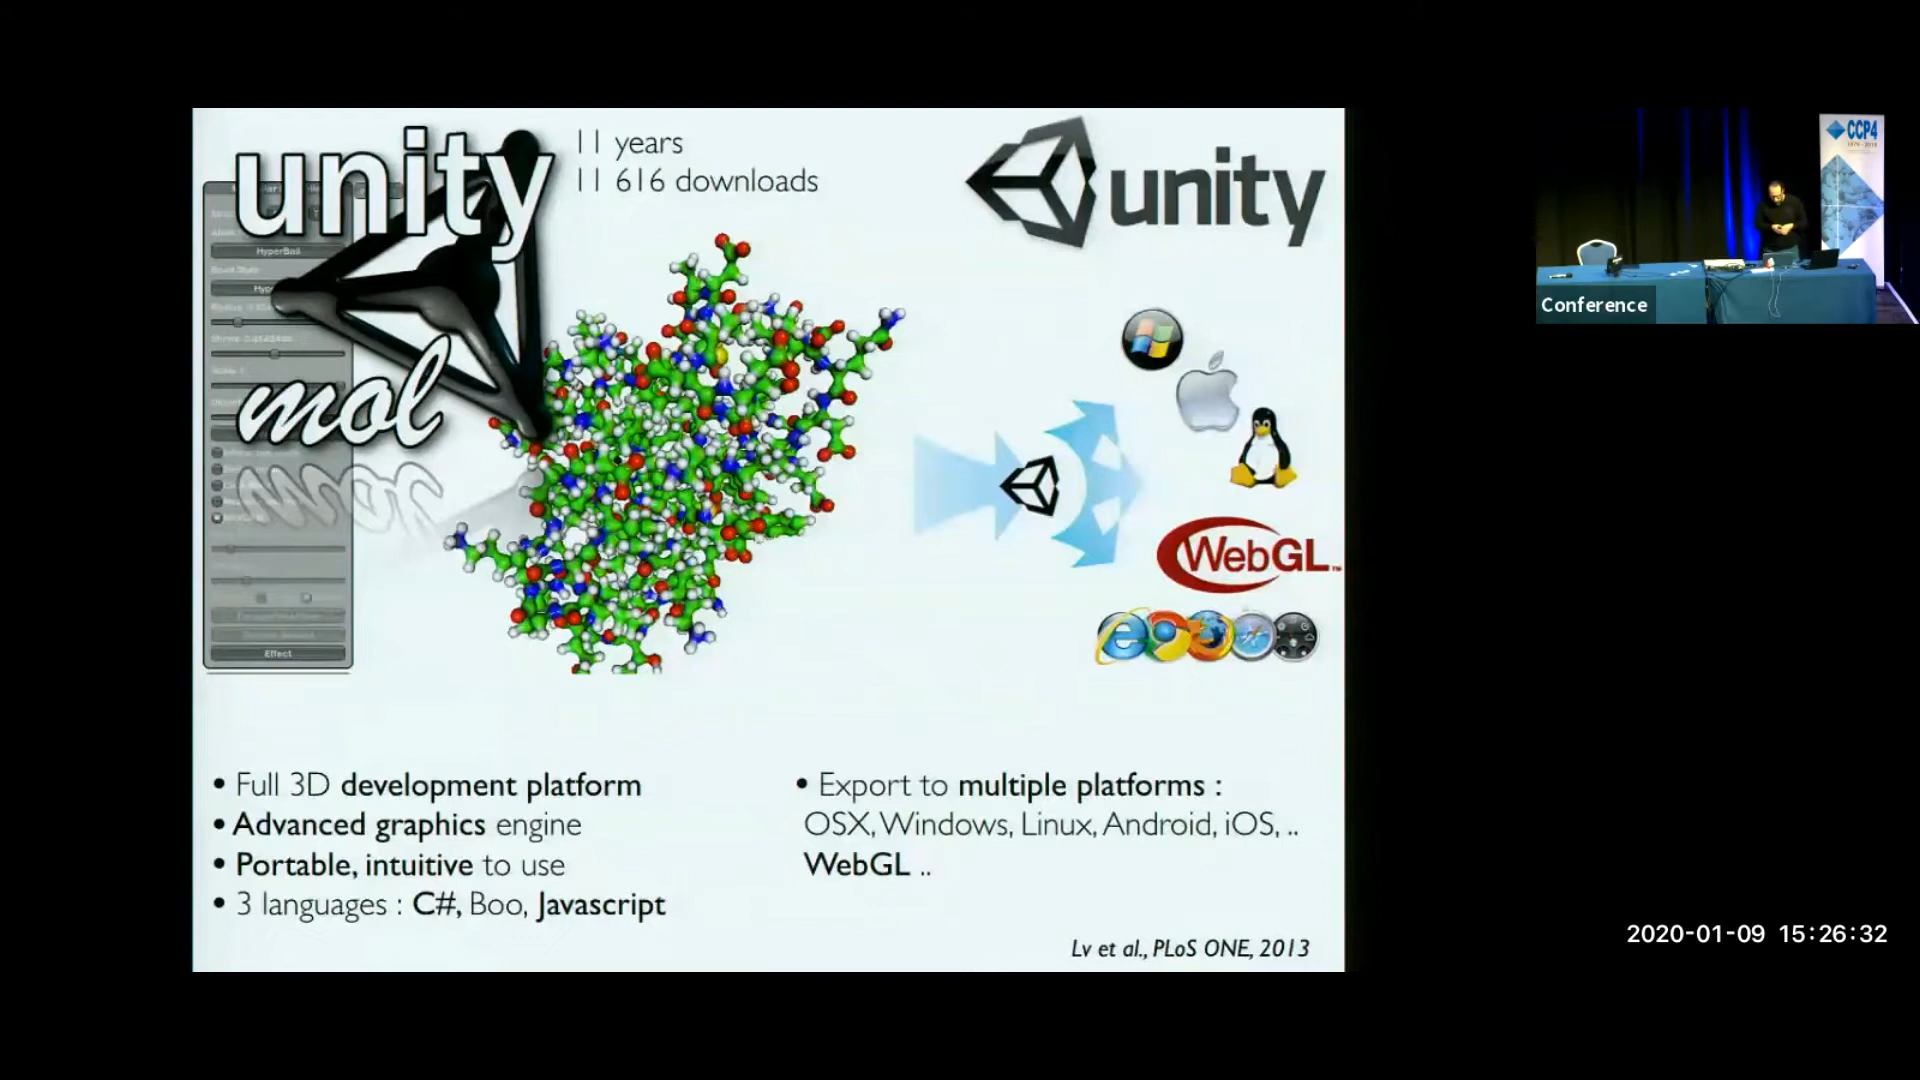 unity
mol
11 years
11 616 downloads
unity
HyperBall
Effect
WebGL
• Full 3D development platform
• Advanced graphics engine
• Portable, intuitive to use
• 3 languages : C#, Boo, Javascript
• Export to multiple platforms :
OSX, Windows, Linux, Android, iOS, ..
WebGL ..
Lv et al., PLoS ONE, 2013
CCP4
Conference
2020-01-09 15:26:32